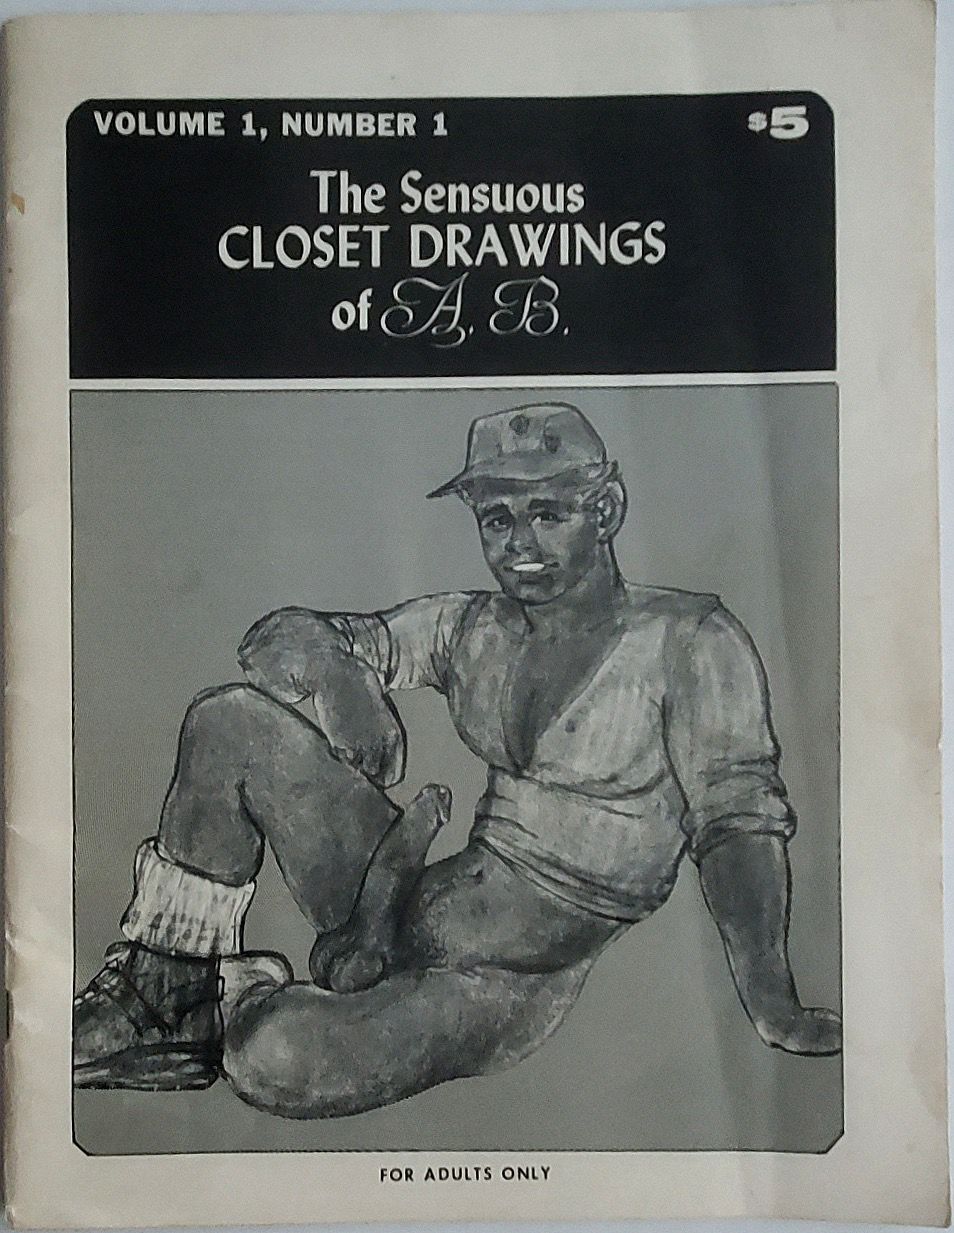 VOLUME 1, NUMBER 1 $5
The Sensuous
CLOSET DRAWINGS
of A. B.
FOR ADULTS ONLY